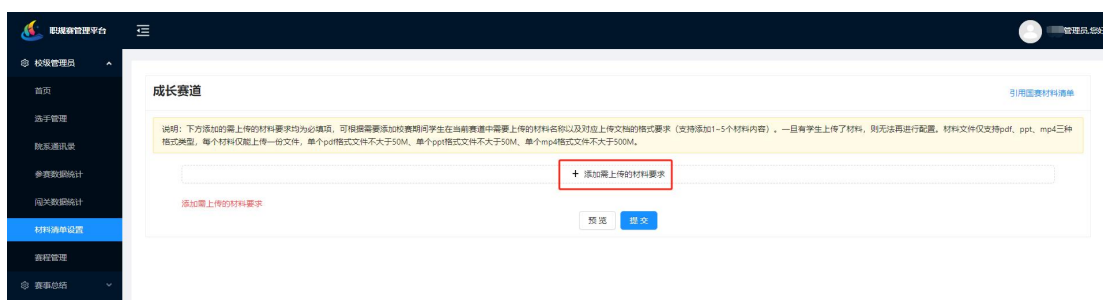 职规赛管理平台
管理员,您好
校级管理员
首页
选手管理
院系通讯录
参赛数据统计
闯关数据统计
材料清单设置
赛程管理
赛事总结
成长赛道
引用国赛材料清单
说明:下方添加的需上传的材料要求均为必填项,可根据需要添加校赛期间学生在当前赛道中需要上传的材料名称以及对应上传文档的格式要求(支持添加1-5个材料内容)。一旦有学生上传了材料,则无法再进行配置。材料文件仅支持pdf、ppt、mp4三种
格式类型,每个材料仅能上传一份文件,单个pdf格式文件不大于50M、单个ppt格式文件不大于50M、单个mp4格式文件不大于500M。
+ 添加需上传的材料要求
添加需上传的材料要求
预览 提交